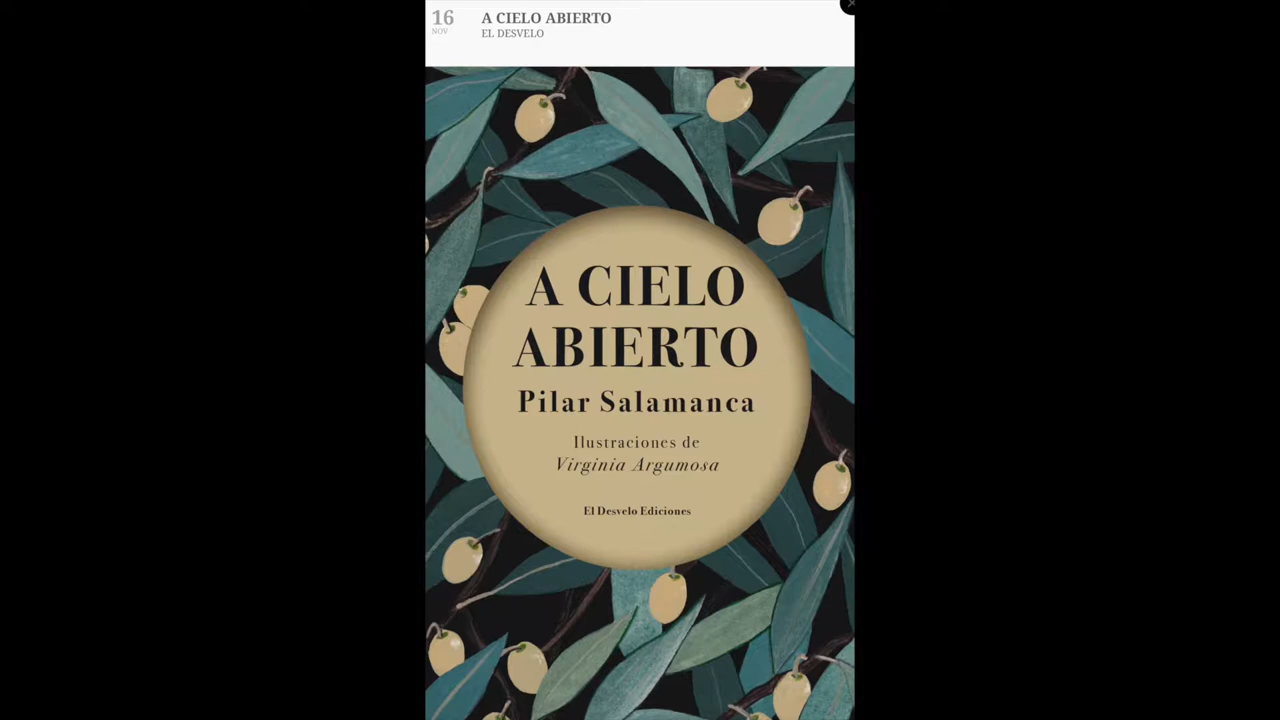 16
NOV
A CIELO ABIERTO
EL DESVELO
A CIELO
ABIERTO
Pilar Salamanca
Ilustraciones de
Virginia Argumosa
El Desvelo Ediciones